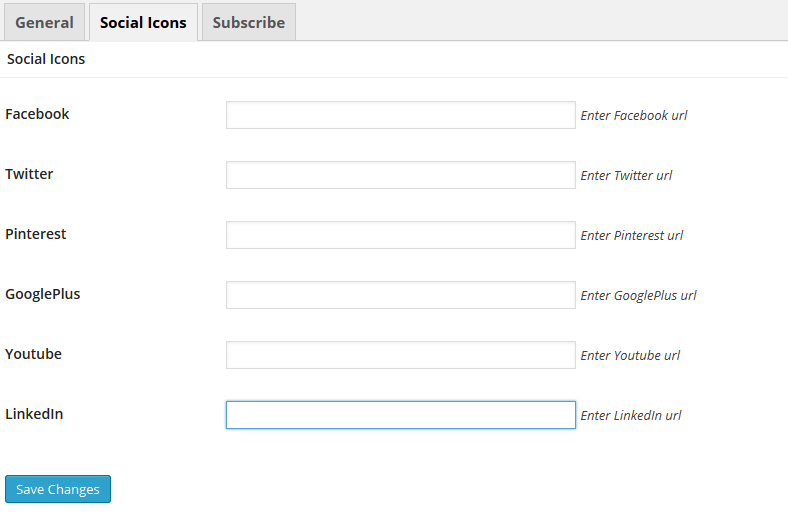 General Social Icons Subscribe
Social Icons
Facebook Enter Facebook url
Twitter Enter Twitter url
Pinterest Enter Pinterest url
GooglePlus Enter GooglePlus url
Youtube Enter Youtube url
LinkedIn Enter LinkedIn url
Save Changes